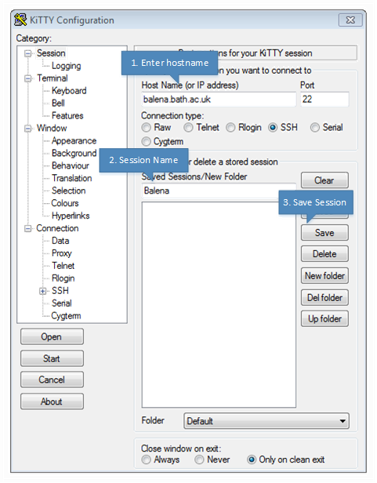 KiTTY Configuration
Category:
Session
Logging
Terminal
Keyboard
Bell
Features
Window
Appearance
Background
Behaviour
Translation
Selection
Colours
Hyperlinks
Connection
Data
Proxy
Telnet
Rlogin
SSH
Serial
Cygterm
Open
Start
Cancel
About
ons for your KiTTY session
1. Enter hostname
on you want to connect to
Host Name (or IP address) Port
balena.bath.ac.uk 22
Connection type:
Raw Telnet Rlogin SSH Serial
Cygterm
2. Session Name
r delete a stored session
Saved Sessions/New Folder
Balena
Clear
3. Save Session
Save
Delete
New folder
Del folder
Up folder
Folder Default
Close window on exit:
Always Never Only on clean exit